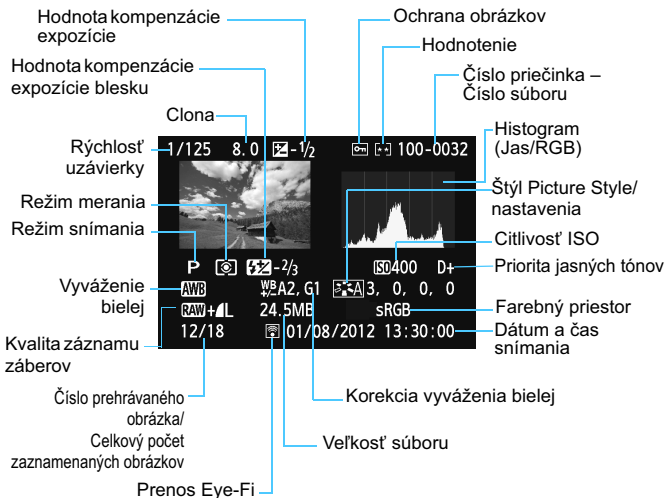 Hodnota kompenzácie
expozície
Hodnota kompenzácie
expozície blesku
Clona
Rýchlosť
uzávierky
Režim merania
Režim snímania
Vyváženie
bielej
Kvalita záznamu
záberov
Číslo prehrávaného
obrázka/
Celkový počet
zaznamenaných obrázkov
Prenos Eye-Fi
Ochrana obrázkov
Hodnotenie
Číslo priečinka –
Číslo súboru
Histogram
(Jas/RGB)
Štýl Picture Style/
nastavenia
Citlivosť ISO
Priorita jasných tónov
Farebný priestor
Dátum a čas
snímania
Korekcia vyváženia bielej
Veľkosť súboru
1/125 8.0 -1/2 100-0032
P -2/3 ISO 400 D+
AWB WB +/- A2, G1 A 3, 0, 0, 0
RAW+L 24.5MB sRGB
12/18 01/08/2012 13:30:00